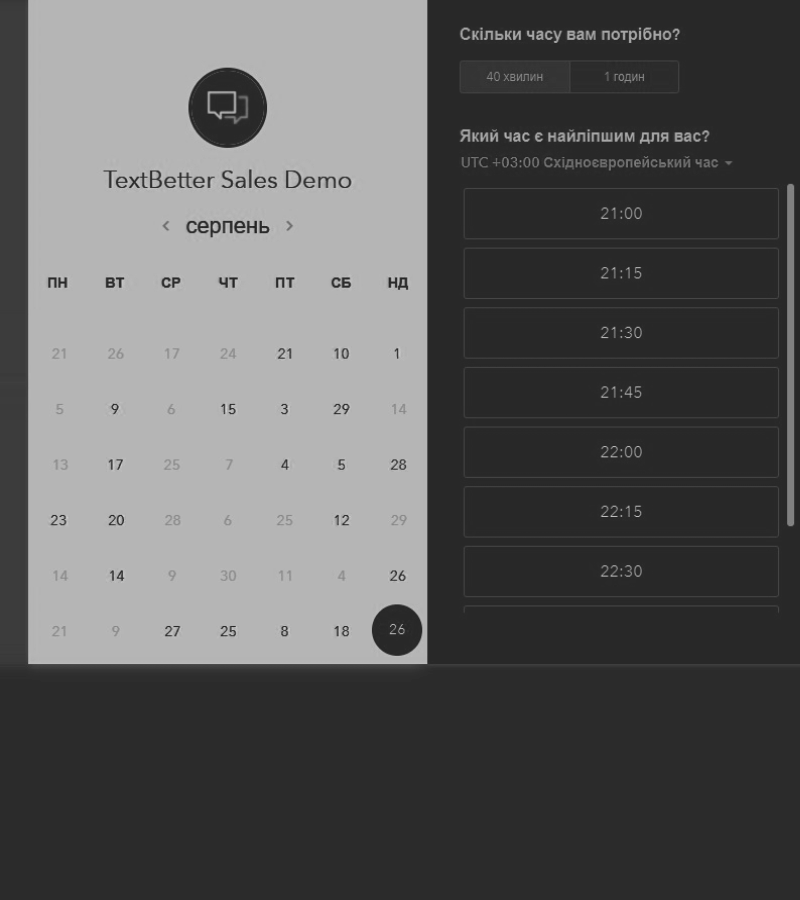 TextBetter Sales Demo
серпень
ПН ВТ СР ЧТ ПТ СБ НД
21 26 17 24 21 10 1
5 9 6 15 3 29 14
13 17 25 7 4 5 28
23 20 28 6 25 12 29
14 14 9 30 11 4 26
21 9 27 25 8 18 26
Скільки часу вам потрібно?
40 хвилин 1 годин
Який час є найліпшим для вас?
UTC +03:00 Східноєвропейський час
21:00
21:15
21:30
21:45
22:00
22:15
22:30